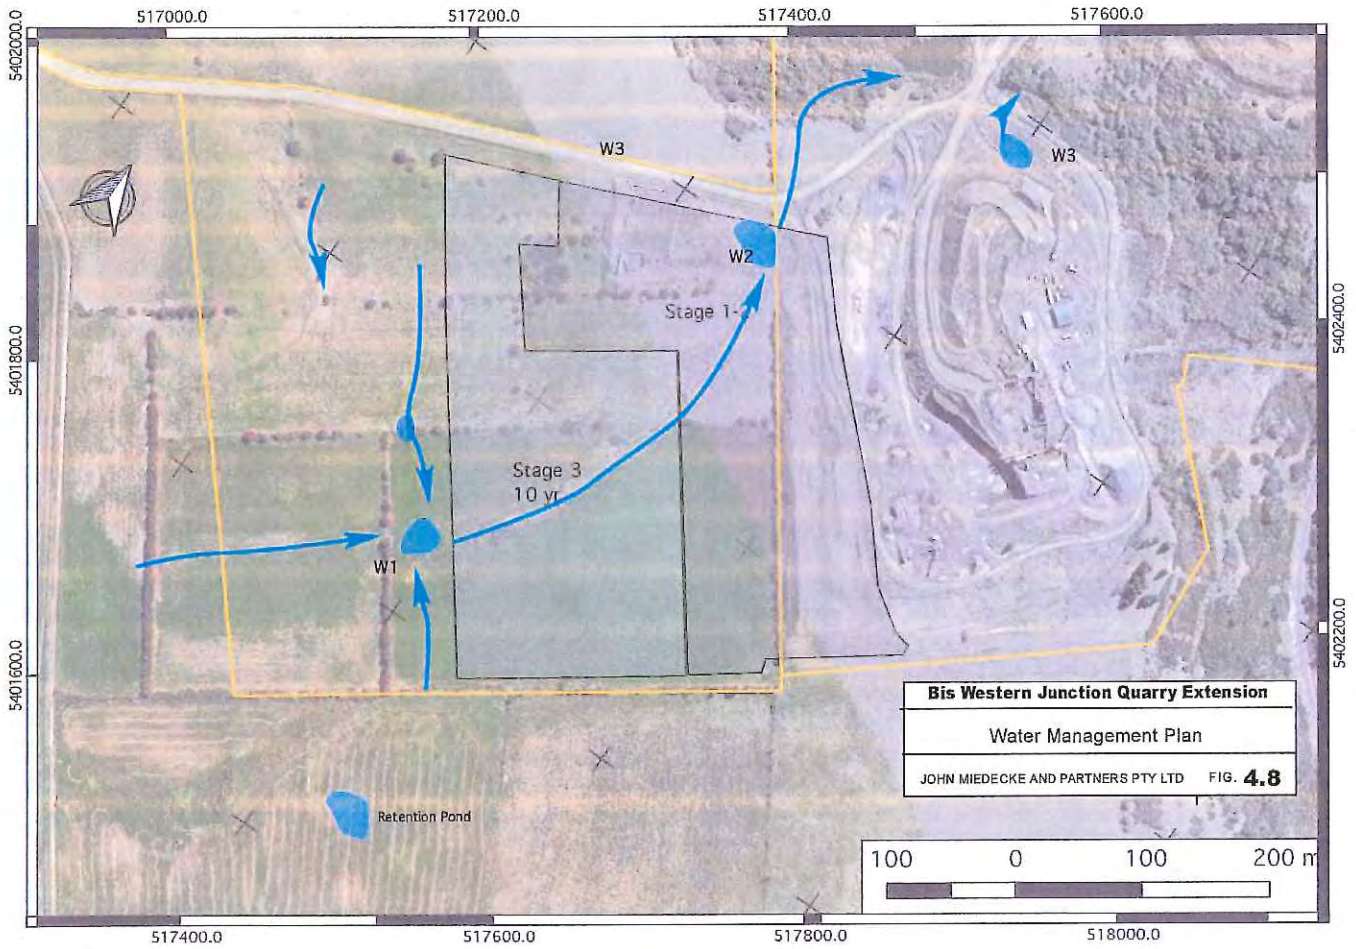 517000.0
517200.0
517400.0
517600.0
5402000.0
W3
W3
W2
Stage 1-2
5402400.0
5401800.0
Stage 3
10 yr
W1
5402200.0
5401600.0
Bis Western Junction Quarry Extension
Water Management Plan
JOHN MIEDECKE AND PARTNERS PTY LTD FIG. 4.8
Retention Pond
100 0 100 200 m
517400.0
517600.0
517800.0
518000.0